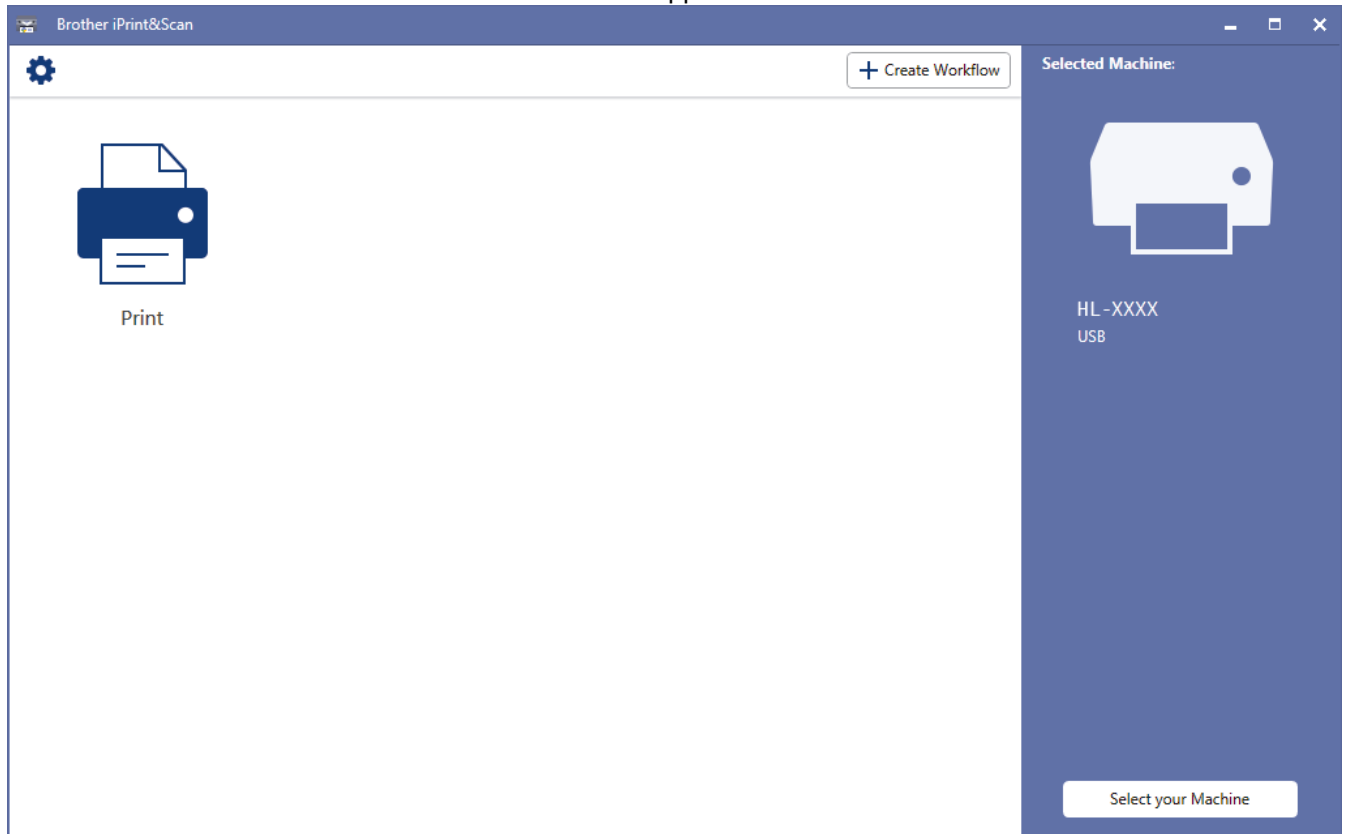 Brother iPrint&Scan
Create Workflow
Selected Machine:
Print
HL-XXXX
USB
Select your Machine